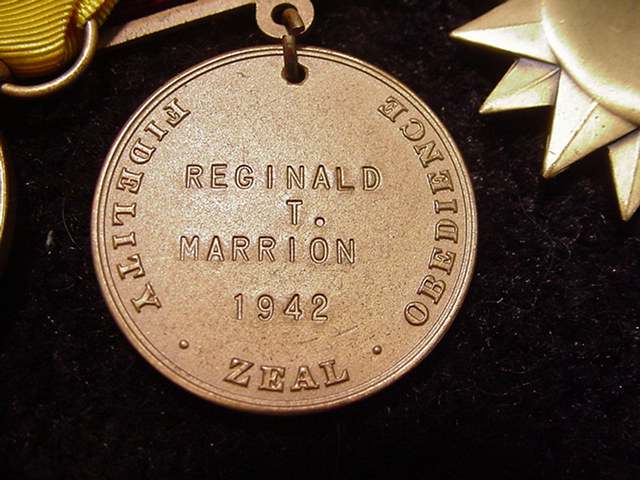 REGINALD
T.
MARRION
1942
FIDELITY
ZEAL
OBEDIENCE